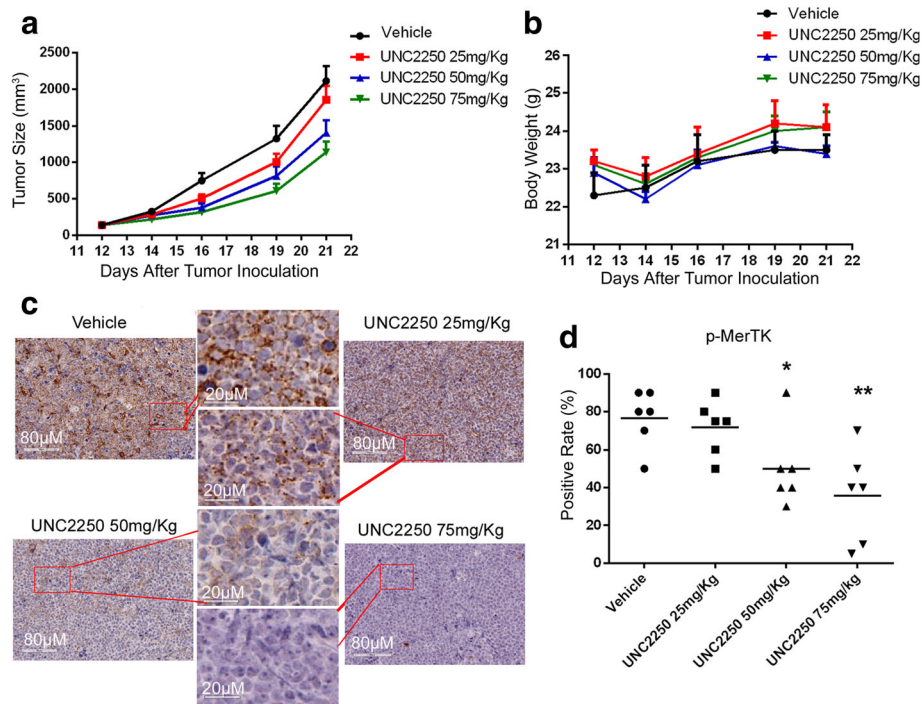 a
Vehicle
UNC2250 25mg/Kg
UNC2250 50mg/Kg
UNC2250 75mg/Kg
Tumor Size (mm³)
2500
2000
1500
1000
500
0
11 12 13 14 15 16 17 18 19 20 21 22
Days After Tumor Inoculation
b
Vehicle
UNC2250 25mg/Kg
UNC2250 50mg/Kg
UNC2250 75mg/Kg
Body Weight (g)
26
25
24
23
22
21
11 12 13 14 15 16 17 18 19 20 21 22
Days After Tumor Inoculation
c
Vehicle
80µM
20µM
UNC2250 25mg/Kg
80µM
20µM
UNC2250 50mg/Kg
80µM
20µM
UNC2250 75mg/Kg
80µM
20µM
d
p-MerTK
Positive Rate (%)
100
80
60
40
20
0
*
**
Vehicle
UNC2250 25mg/Kg
UNC2250 50mg/Kg
UNC2250 75mg/kg